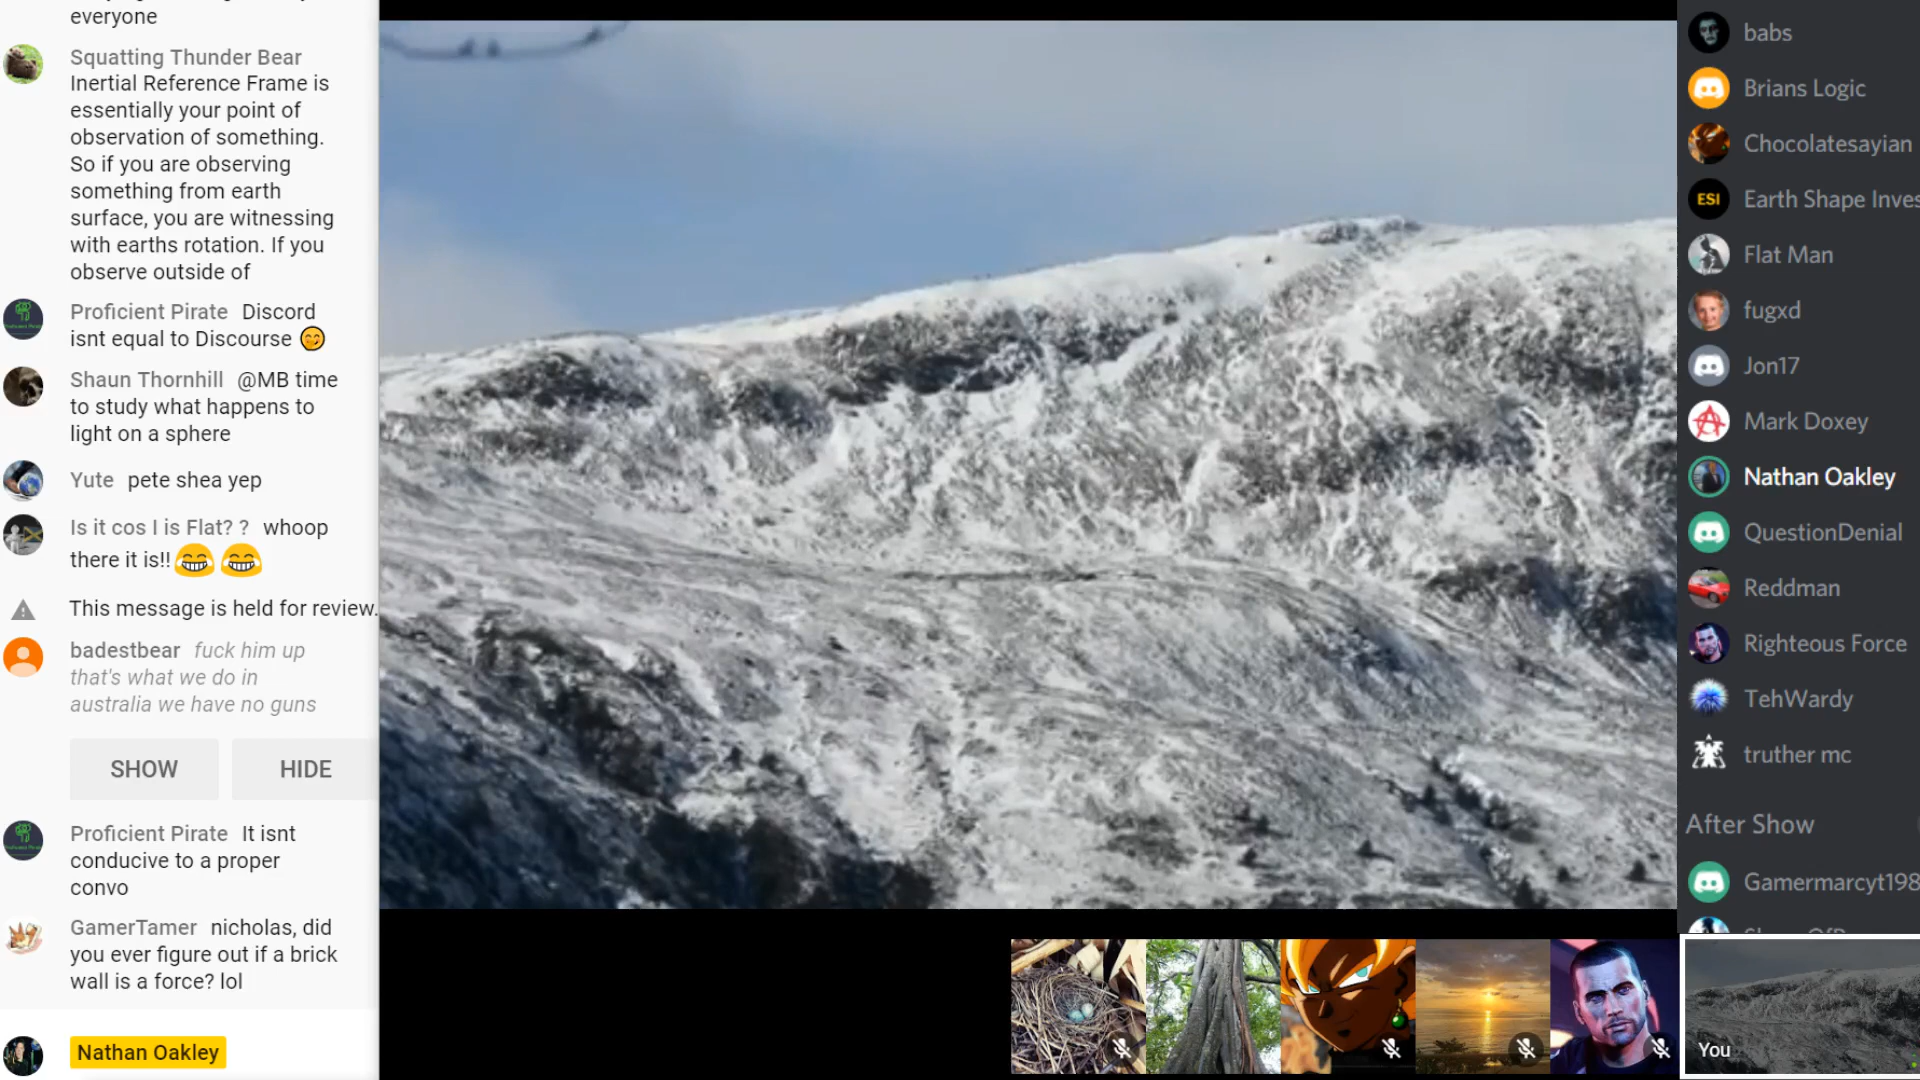 everyone
Squatting Thunder Bear
Inertial Reference Frame is
essentially your point of
observation of something.
So if you are observing
something from earth
surface, you are witnessing
with earths rotation. If you
observe outside of
Proficient Pirate Discord
isnt equal to Discourse
Shaun Thornhill @MB time
to study what happens to
light on a sphere
Yute pete shea yep
Is it cos I is Flat? ? whoop
there it is!!
This message is held for review.
badestbear fuck him up
that's what we do in
australia we have no guns
SHOW HIDE
Proficient Pirate It isnt
conducive to a proper
convo
GamerTamer nicholas, did
you ever figure out if a brick
wall is a force? lol
Nathan Oakley
babs
Brians Logic
Chocolatesayian
ESI
Earth Shape Inves
Flat Man
fugxd
Jon17
Mark Doxey
Nathan Oakley
QuestionDenial
Reddman
Righteous Force
TehWardy
truther mc
After Show
Gamermarcyt198
You